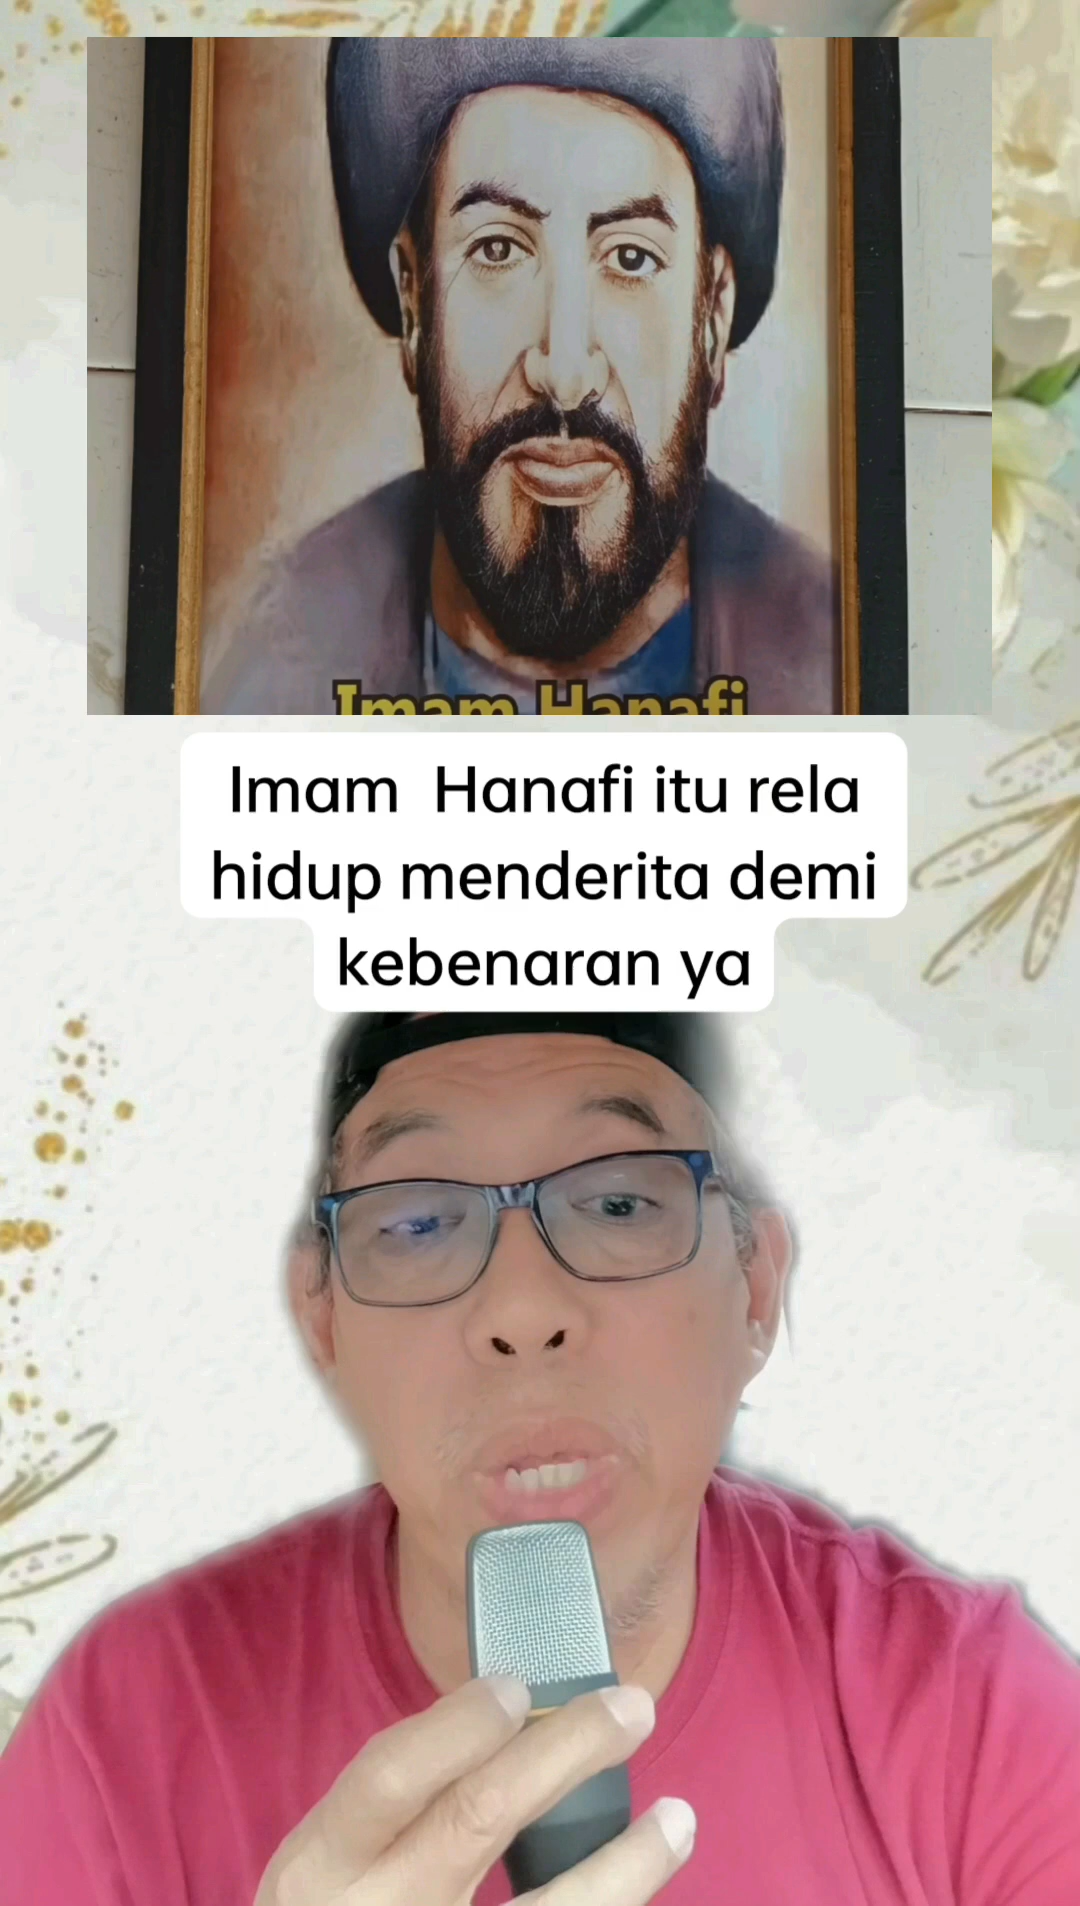 Imam Hanafi
Imam Hanafi itu rela
hidup menderita demi
kebenaran ya